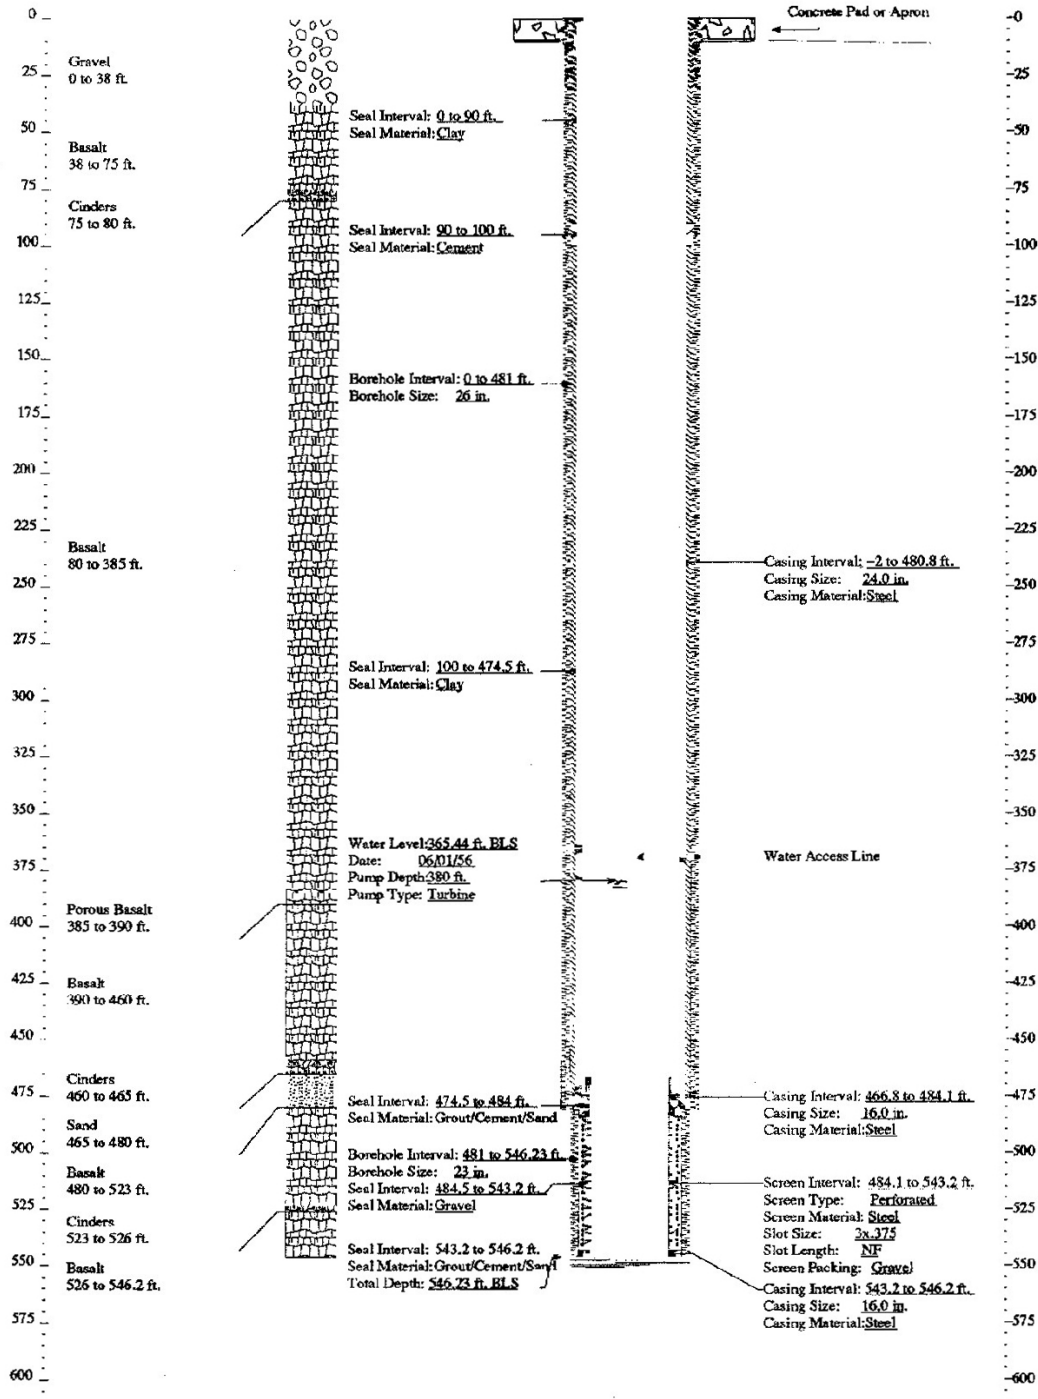 Concrete Pad or Apron
0
25
50
75
100
125
150
175
200
225
250
275
300
325
350
375
400
425
450
475
500
525
550
575
600
Gravel
0 to 38 ft.
Basalt
38 to 75 ft.
Cinders
75 to 80 ft.
Basalt
80 to 385 ft.
Porous Basalt
385 to 390 ft.
Basalt
390 to 460 ft.
Cinders
460 to 465 ft.
Sand
465 to 480 ft.
Basalt
480 to 523 ft.
Cinders
523 to 526 ft.
Basalt
526 to 546.2 ft.
Seal Interval: 0 to 90 ft.
Seal Material: Clay
Seal Interval: 90 to 100 ft.
Seal Material: Cement
Borehole Interval: 0 to 481 ft.
Borehole Size: 26 in.
Seal Interval: 100 to 474.5 ft.
Seal Material: Clay
Water Level: 365.44 ft. BLS
Date: 06/01/56
Pump Depth: 380 ft.
Pump Type: Turbine
Seal Interval: 474.5 to 484 ft.
Seal Material: Grout/Cement/Sand
Borehole Interval: 481 to 546.23 ft.
Borehole Size: 23 in.
Seal Interval: 484.5 to 543.2 ft.
Seal Material: Gravel
Seal Interval: 543.2 to 546.2 ft.
Seal Material: Grout/Cement/Sand
Total Depth: 546.23 ft. BLS
Casing Interval: -2 to 480.8 ft.
Casing Size: 24.0 in.
Casing Material: Steel
Water Access Line
Casing Interval: 466.8 to 484.1 ft.
Casing Size: 16.0 in.
Casing Material: Steel
Screen Interval: 484.1 to 543.2 ft.
Screen Type: Perforated
Screen Material: Steel
Slot Size: 3x.375
Slot Length: NF
Screen Packing: Gravel
Casing Interval: 543.2 to 546.2 ft.
Casing Size: 16.0 in.
Casing Material: Steel
-0
-25
-50
-75
-100
-125
-150
-175
-200
-225
-250
-275
-300
-325
-350
-375
-400
-425
-450
-475
-500
-525
-550
-575
-600